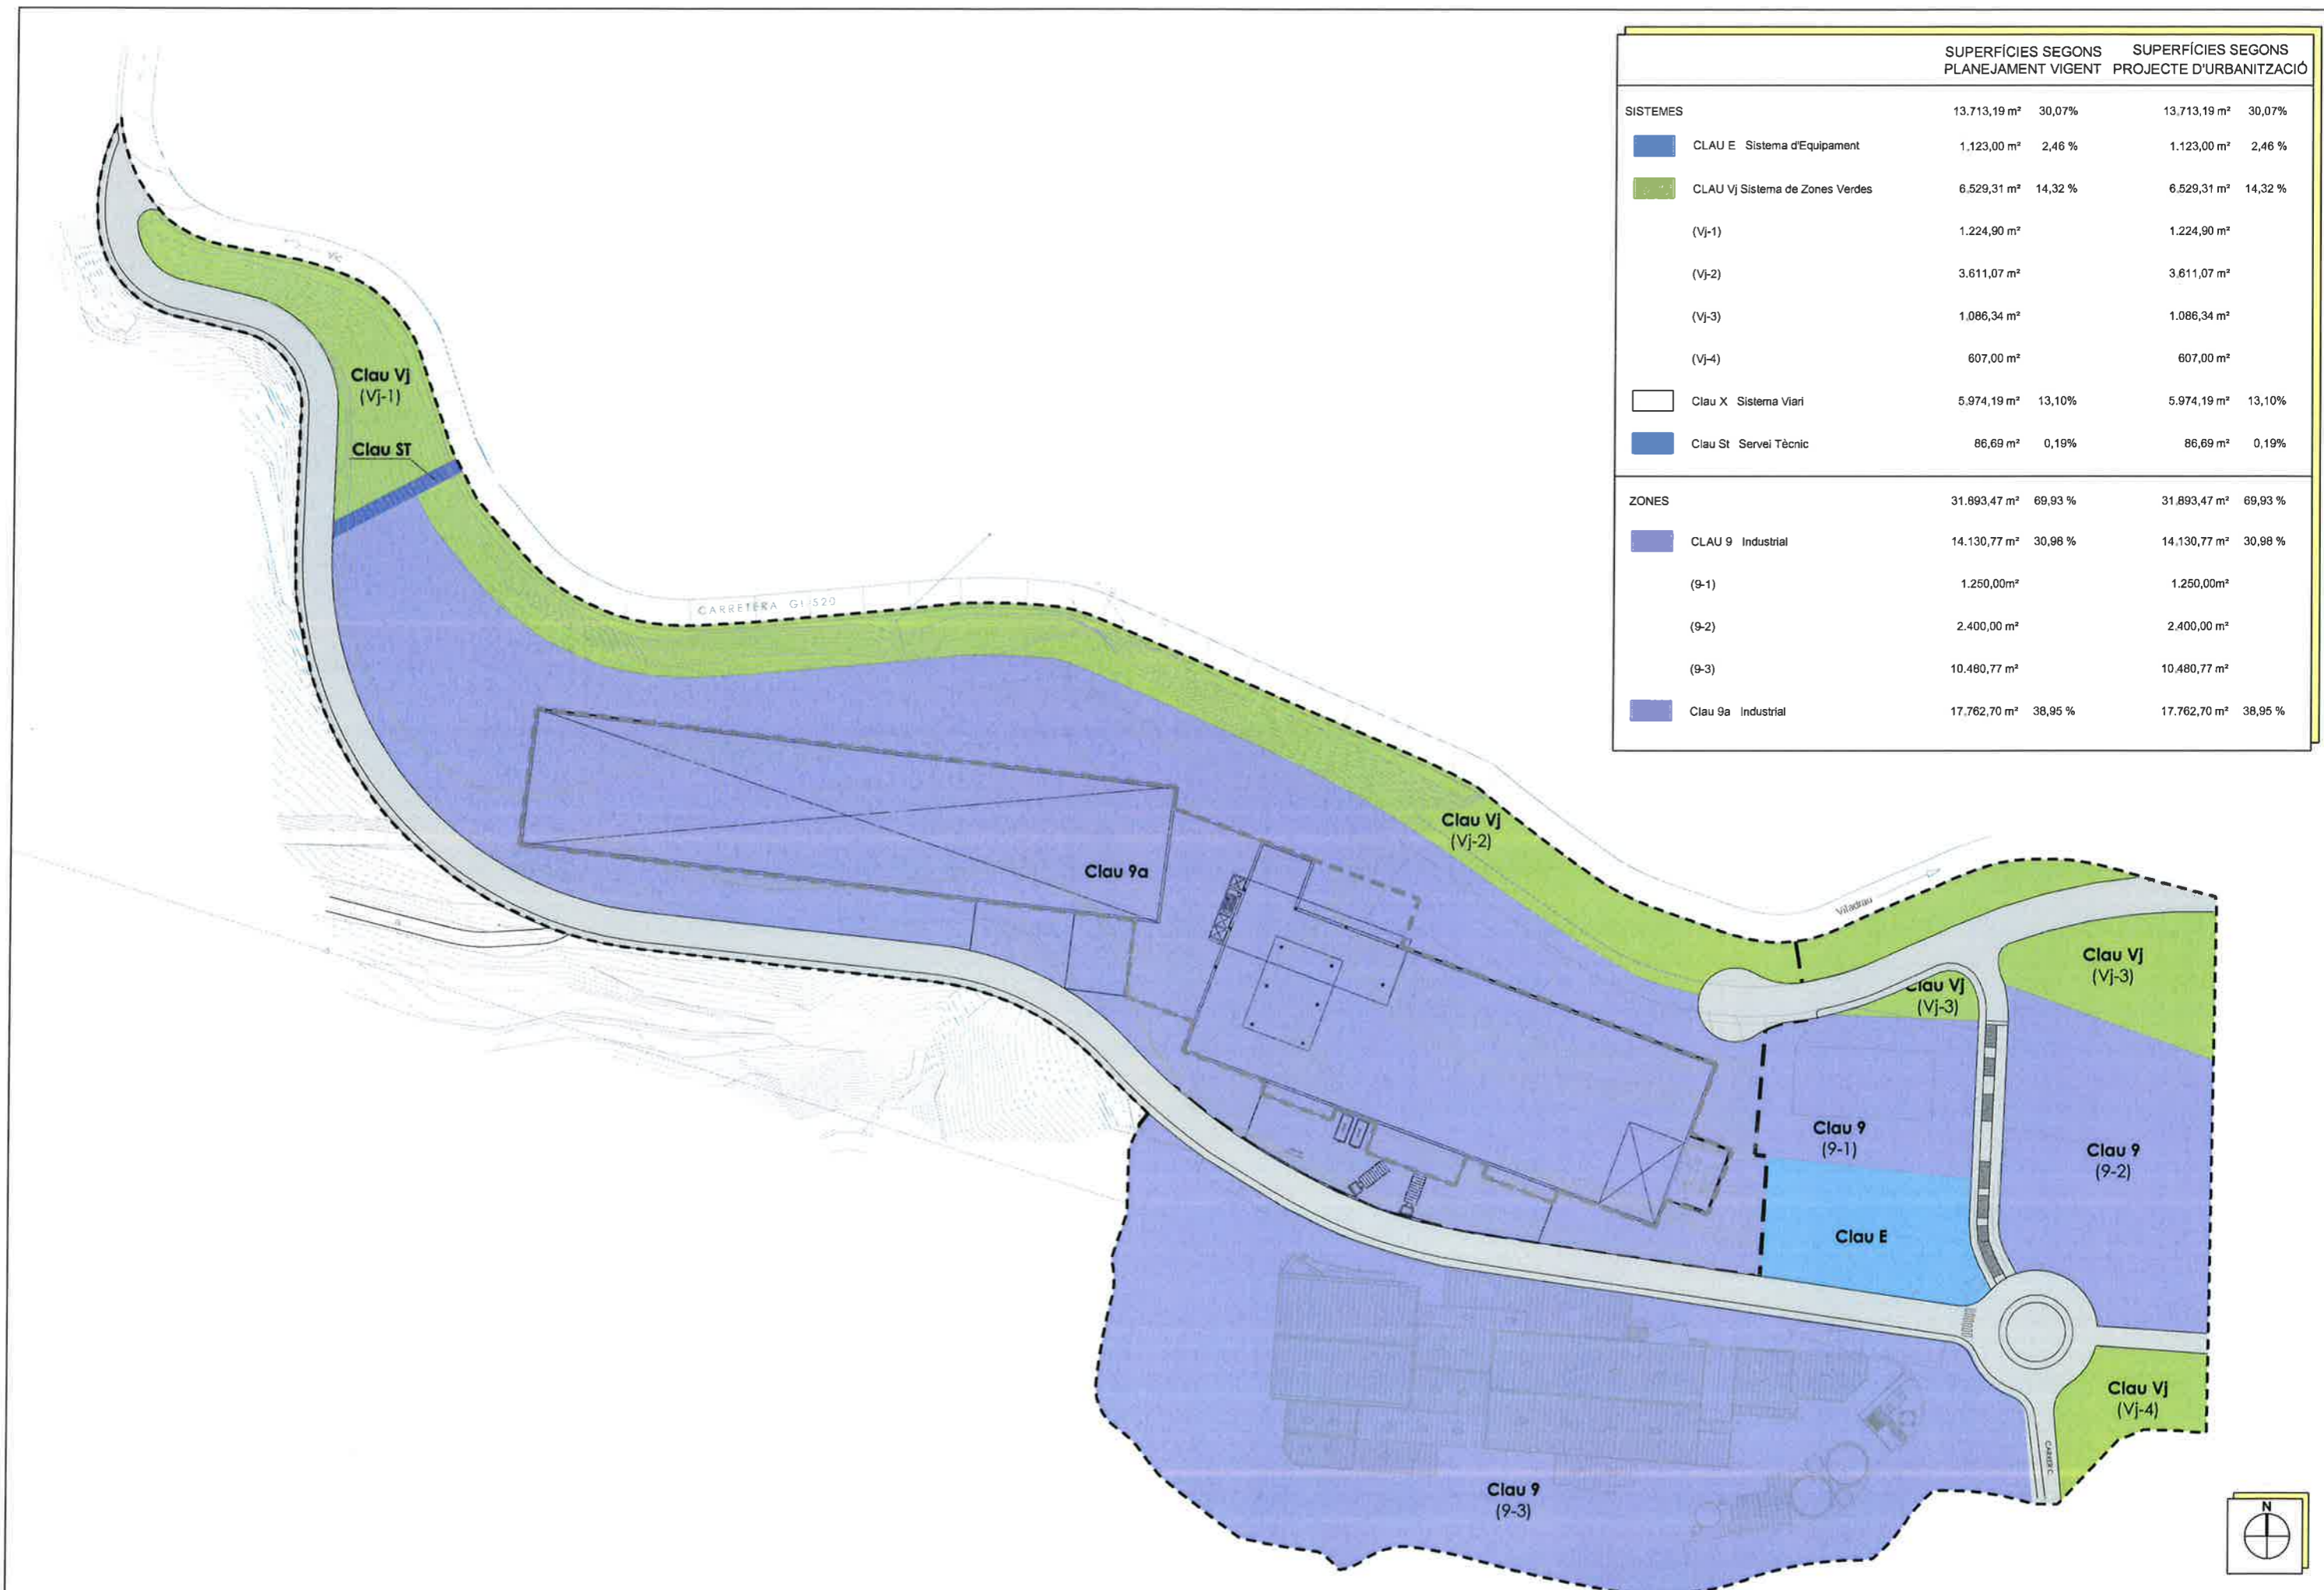 SUPERFÍCIES SEGONS PLANEJAMENT VIGENT
SUPERFÍCIES SEGONS PROJECTE D'URBANITZACIÓ
SISTEMES 13.713,19 m² 30,07% 13.713,19 m² 30,07%
CLAU E Sistema d'Equipament 1.123,00 m² 2,46 % 1.123,00 m² 2,46 %
CLAU Vj Sistema de Zones Verdes 6.529,31 m² 14,32 % 6.529,31 m² 14,32 %
(Vj-1) 1.224,90 m² 1.224,90 m²
(Vj-2) 3.611,07 m² 3.611,07 m²
(Vj-3) 1.086,34 m² 1.086,34 m²
(Vj-4) 607,00 m² 607,00 m²
Clau X Sistema Viari 5.974,19 m² 13,10% 5.974,19 m² 13,10%
Clau St Servei Tècnic 86,69 m² 0,19% 86,69 m² 0,19%
ZONES 31.893,47 m² 69,93 % 31.893,47 m² 69,93 %
CLAU 9 Industrial 14.130,77 m² 30,98 % 14.130,77 m² 30,98 %
(9-1) 1.250,00m² 1.250,00m²
(9-2) 2.400,00 m² 2.400,00 m²
(9-3) 10.480,77 m² 10.480,77 m²
Clau 9a Industrial 17.762,70 m² 38,95 % 17.762,70 m² 38,95 %
Vic
Clau Vj
(Vj-1)
Clau ST
CARRETERA GI 520
Clau Vj
(Vj-2)
Clau 9a
Viladrau
Clau Vj
(Vj-3)
Clau Vj
(Vj-3)
Clau 9
(9-1)
Clau 9
(9-2)
Clau E
Clau Vj
(Vj-4)
CARRER C
Clau 9
(9-3)
N